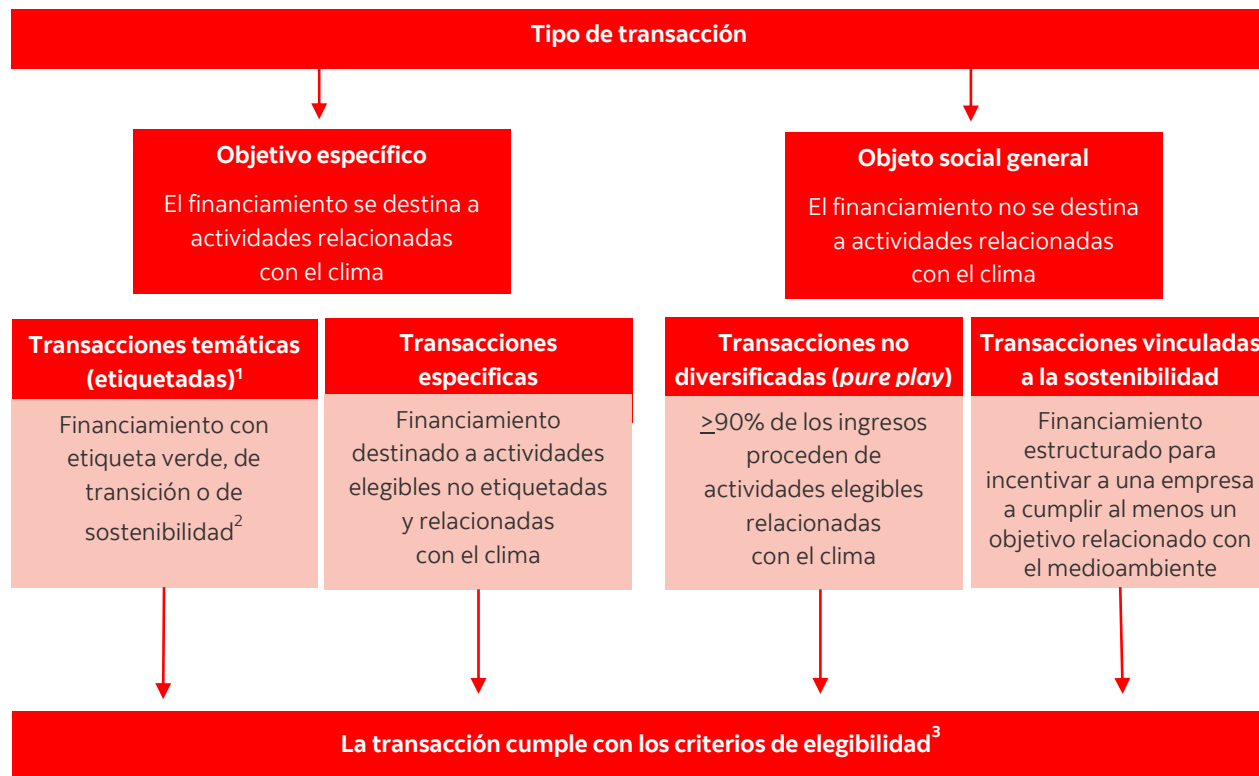 Tipo de transacción
Objetivo específico
El financiamiento se destina a
actividades relacionadas
con el clima
Objeto social general
El financiamiento no se destina
a actividades relacionadas
con el clima
Transacciones temáticas
(etiquetadas)¹
Financiamiento con
etiqueta verde, de
transición o de
sostenibilidad²
Transacciones
especificas
Financiamiento
destinado a actividades
elegibles no etiquetadas
y relacionadas
con el clima
Transacciones no
diversificadas (pure play)
≥90% de los ingresos
proceden de
actividades elegibles
relacionadas
con el clima
Transacciones vinculadas
a la sostenibilidad
Financiamiento
estructurado para
incentivar a una empresa
a cumplir al menos un
objetivo relacionado con
el medioambiente
La transacción cumple con los criterios de elegibilidad³